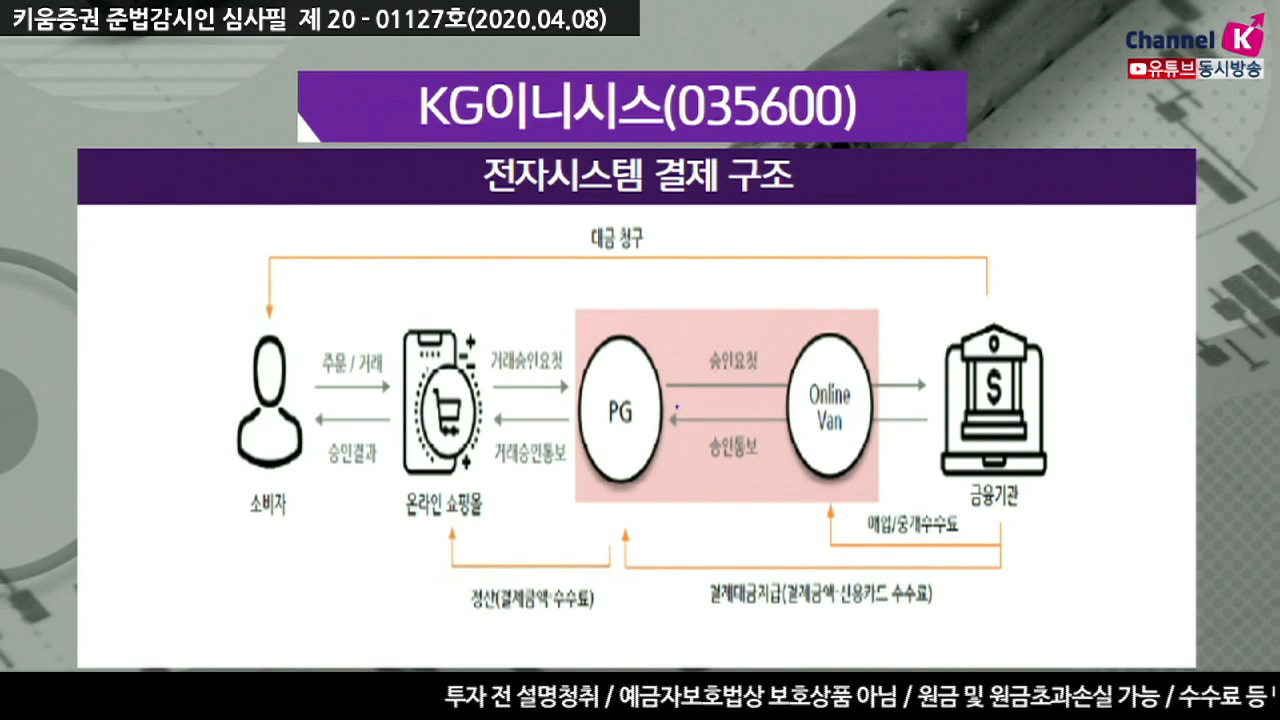 키움증권 준법감시인 심사필 제 20 - 01127호(2020.04.08)
Channel K
유튜브 동시방송
KG이니시스(035600)
전자시스템 결제 구조
대금 청구
주문 / 거래
거래승인요청
승인요청
PG
Online
Van
승인결과
거래승인통보
승인통보
소비자
온라인 쇼핑몰
금융기관
매입/중개수수료
정산(결제금액-수수료)
결제대금지급(결제금액-신용카드 수수료)
투자 전 설명청취 / 예금자보호법상 보호상품 아님 / 원금 및 원금초과손실 가능 / 수수료 등